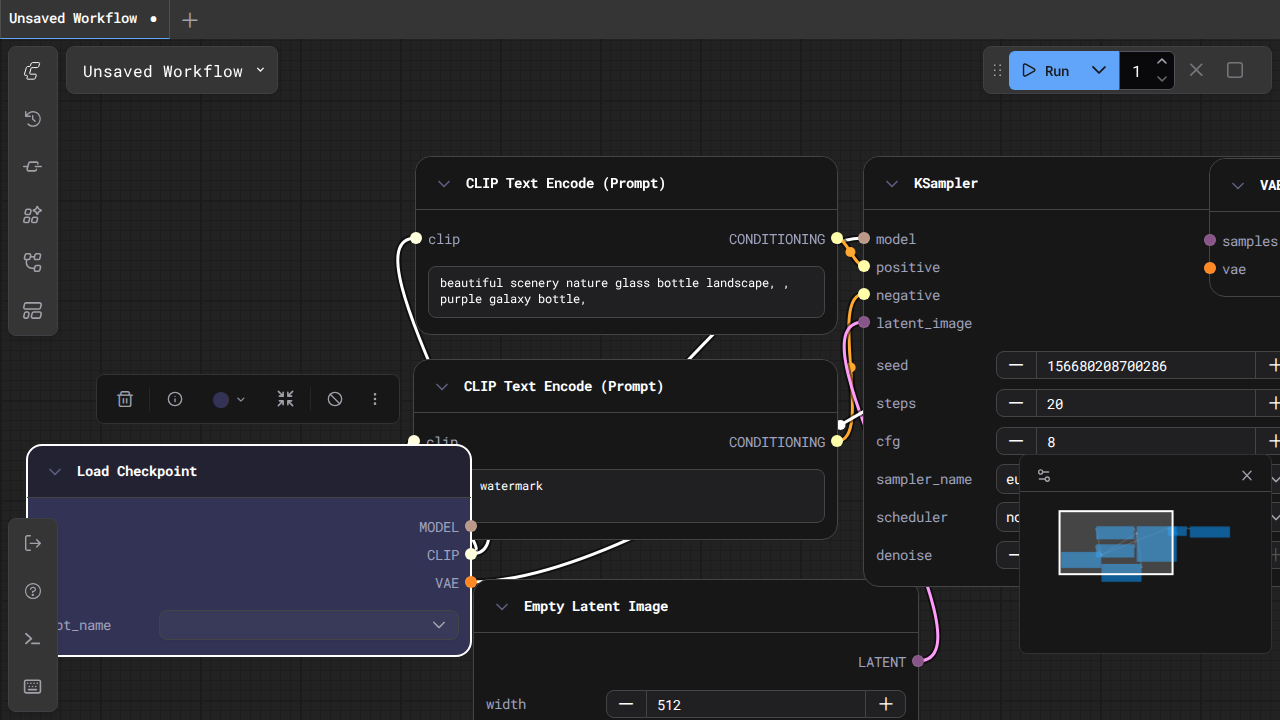 Unsaved Workflow
Unsaved Workflow
Run
1
CLIP Text Encode (Prompt)
clip
CONDITIONING
beautiful scenery nature glass bottle landscape, ,
purple galaxy bottle,
KSampler
model
positive
negative
latent_image
seed
156680208700286
steps
20
cfg
8
sampler_name
eu
scheduler
no
denoise
VAE
samples
vae
CLIP Text Encode (Prompt)
clip
CONDITIONING
watermark
Load Checkpoint
MODEL
CLIP
VAE
pt_name
Empty Latent Image
LATENT
width
512